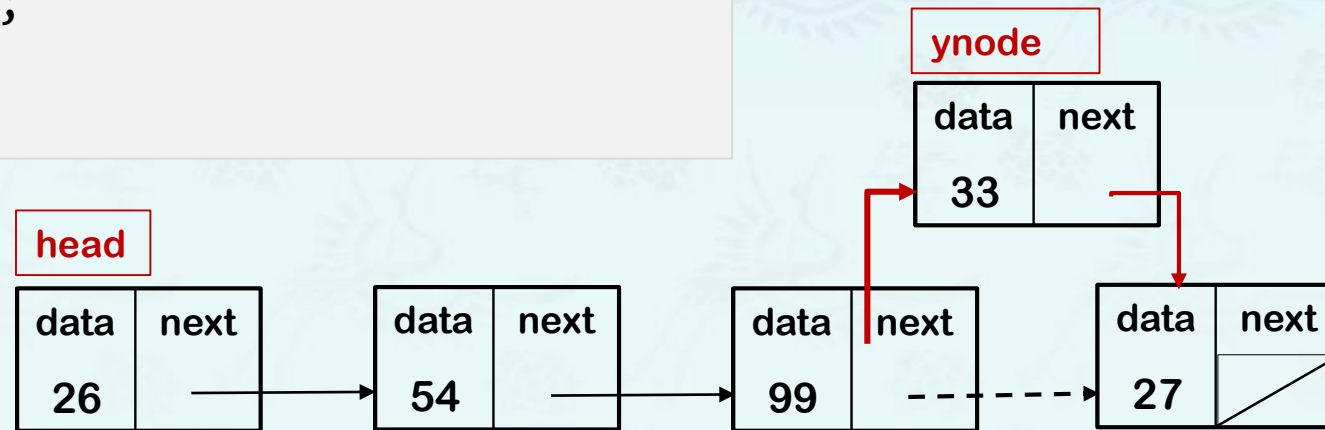 ;
ynode
data next
33
head
data next
26
data next
54
data next
99
data next
27